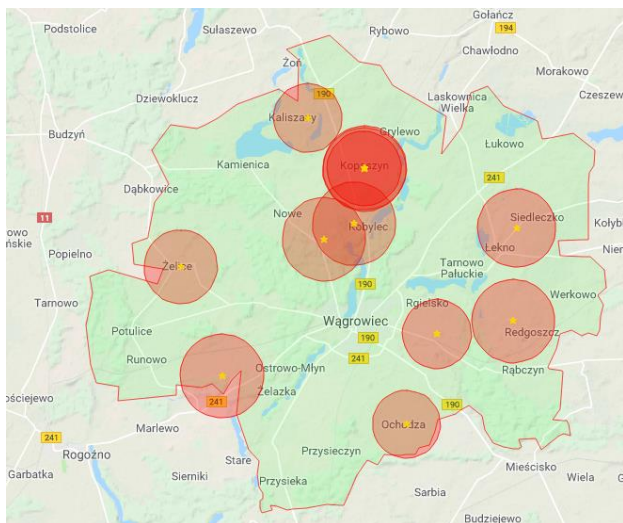 Gołańcz
Podstolice
Sułaszewo
Rybowo
194
Chawłodno
Żoń
Morakowo
Dziewoklucz
190
Laskownica
Wielka
Czeszewo
Kaliszany
Grylewo
Budzyń
Łukowo
Kamienica
Kopaszyn
241
Dąbkowice
11
Nowe
Siedleczko
Kobylec
Kołyb
owo
ńskie
Popielno
Łekno
Niem
Żelice
Tarnowo
Pałuckie
190
Werkowo
Tarnowo
Rgielsko
Wągrowiec
Potulice
190
Redgoszcz
Runowo
241
Ostrowo-Młyn
Rąbczyn
Żelazka
ościejewo
241
190
Marlewo
Ochodza
241
Rogoźno
Przysieczyn
Stare
Mieścisko
Garbatka
Sierniki
Wiela
Przysieka
Sarbia
Budziejewo